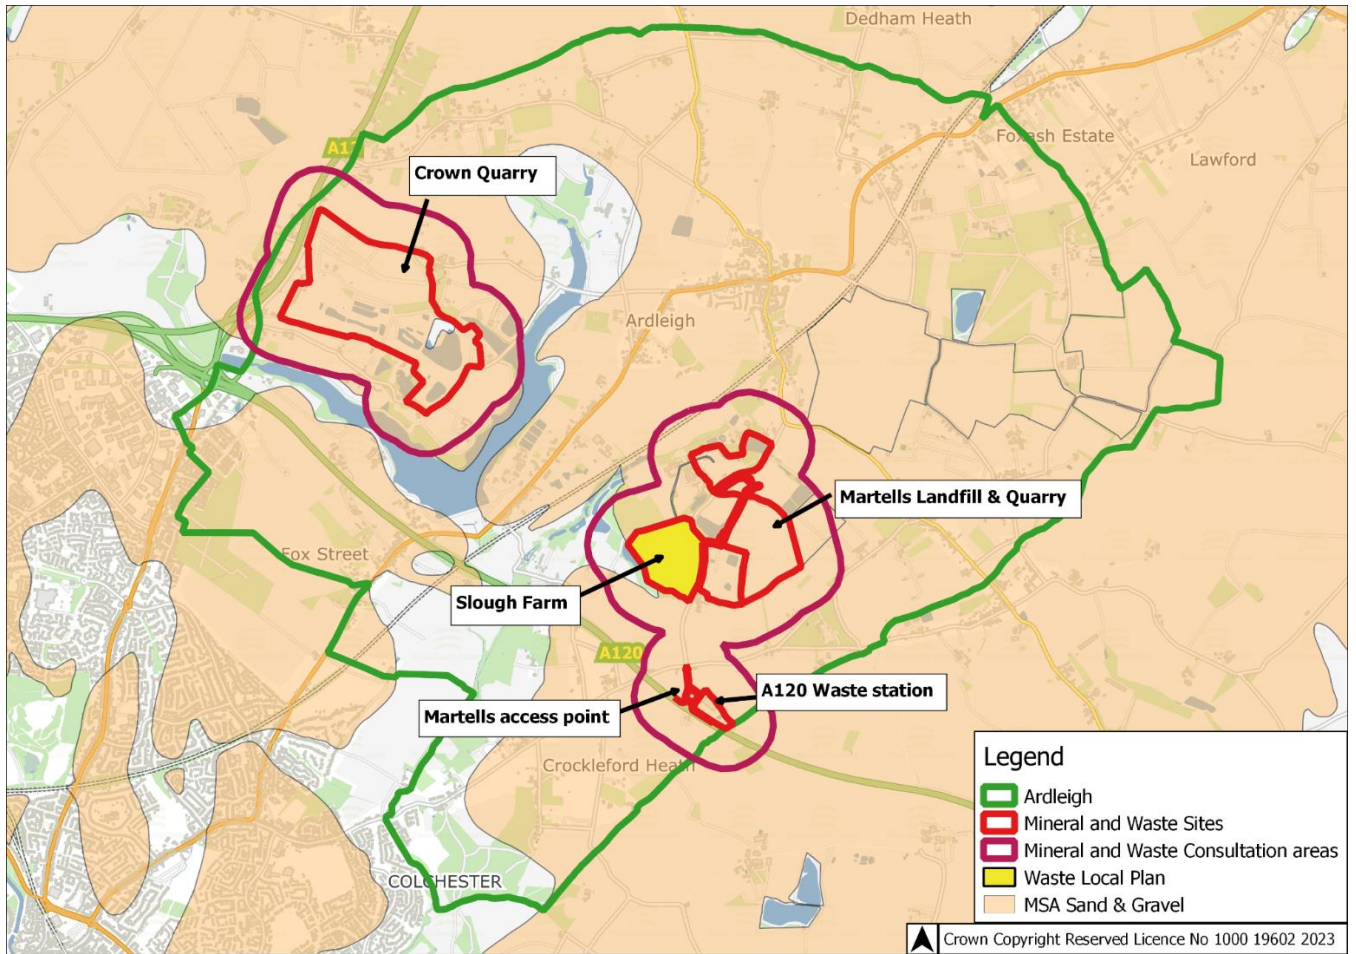 Dedham Heath
Foxash Estate
Lawford
Crown Quarry
Ardleigh
Martells Landfill & Quarry
Fox Street
Slough Farm
A120
A120 Waste station
Martells access point
Crockleford Heath
COLCHESTER
Legend
Ardleigh
Mineral and Waste Sites
Mineral and Waste Consultation areas
Waste Local Plan
MSA Sand & Gravel
Crown Copyright Reserved Licence No 1000 19602 2023